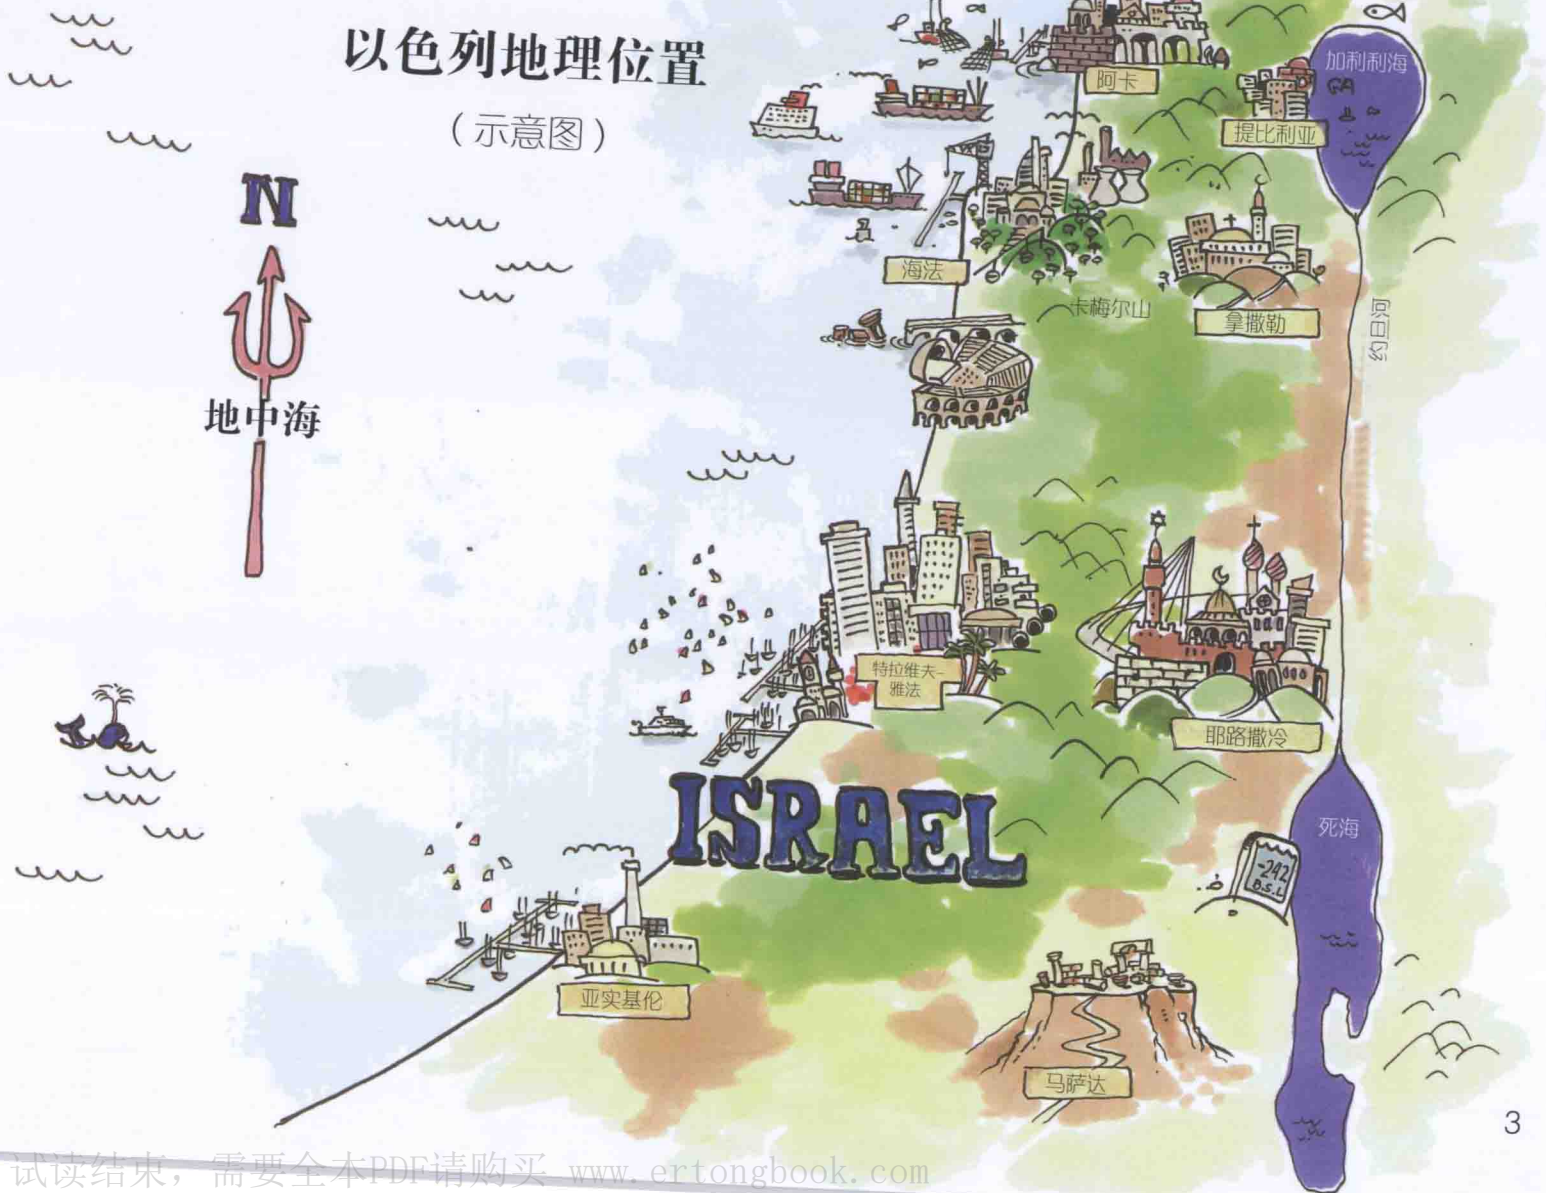 以色列地理位置
（示意图）
N
地中海
阿卡
加利利海
提比利亚
海法
卡梅尔山
拿撒勒
约旦河
特拉维夫-
雅法
耶路撒冷
ISRAEL
死海
-242
B.S.L
亚实基伦
马萨达
3
试读结束，需要全本PDF请购买 www.ertongbook.com